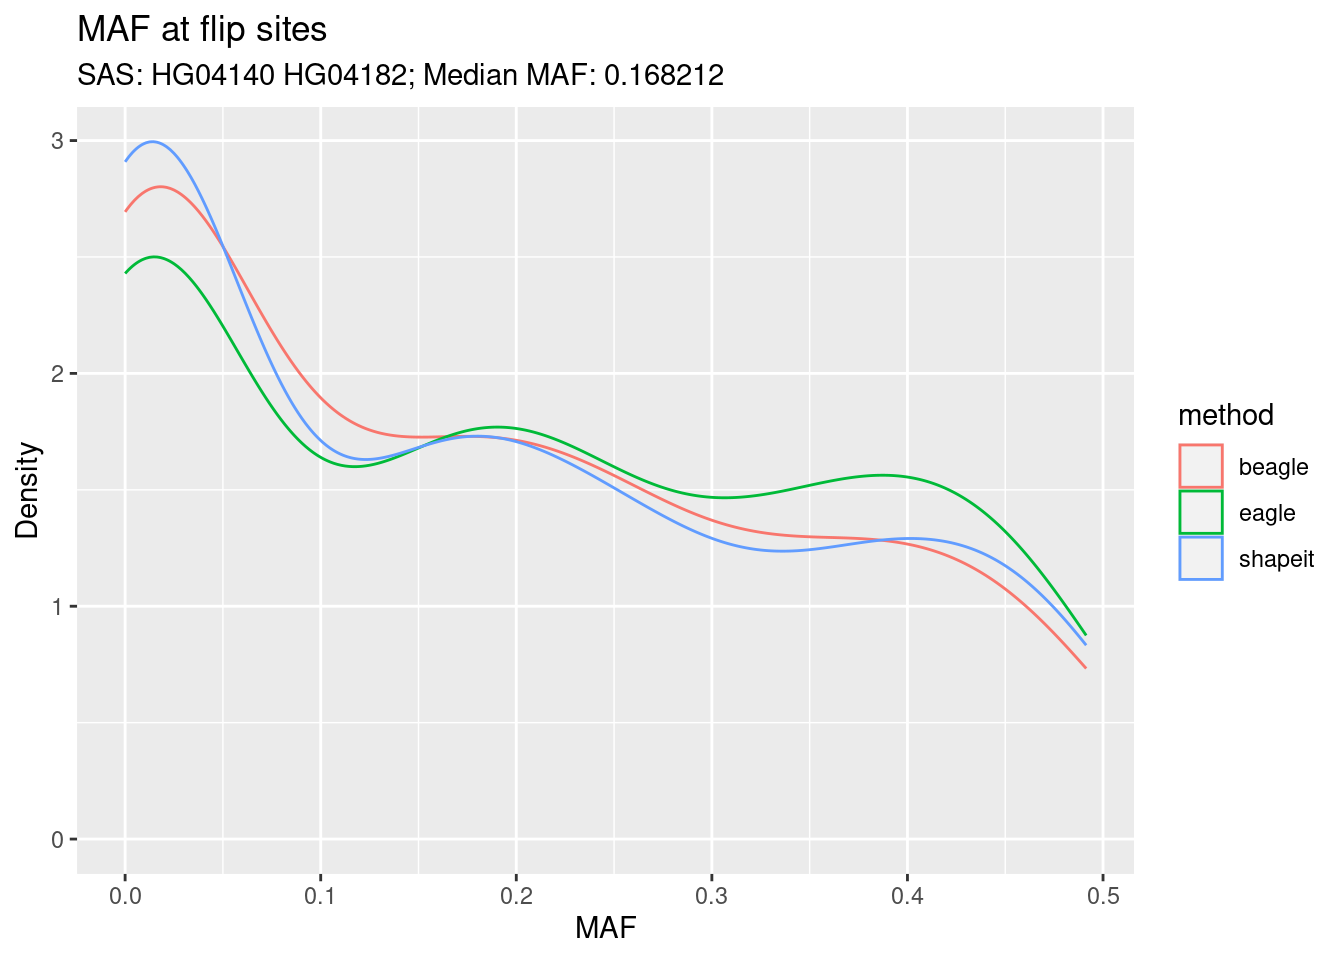 MAF at flip sites
SAS: HG04140 HG04182; Median MAF: 0.168212
3
2
1
0
Density
0.0 0.1 0.2 0.3 0.4 0.5
MAF
method
beagle
eagle
shapeit